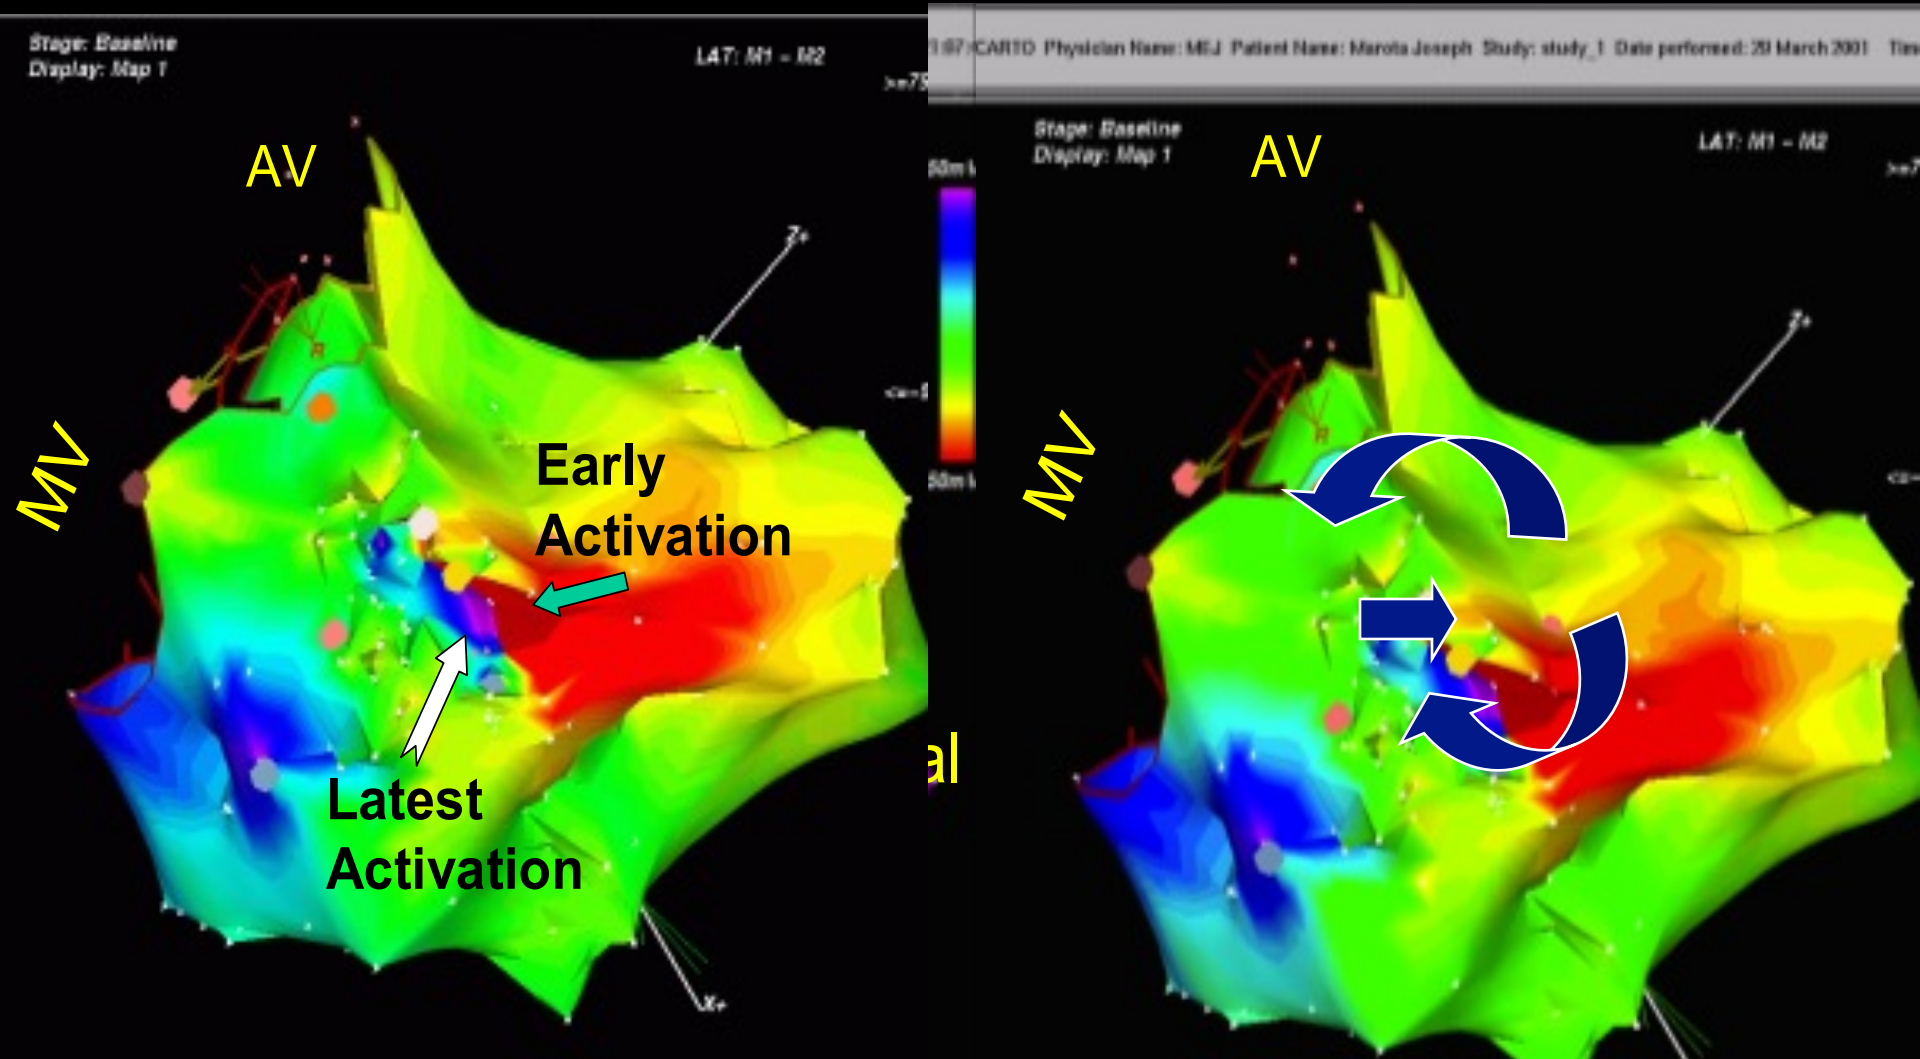 Stage: Baseline
Display: Map 1
LAT: M1 - M2
AV
Z+
MV
Early
Activation
Latest
Activation
X+
al
CARTO Physician Name: MEJ Patient Name: Marota Joseph Study: study_1 Date performed: 29 March 2001
Stage: Baseline
Display: Map 1
LAT: M1 - M2
AV
Z+
MV